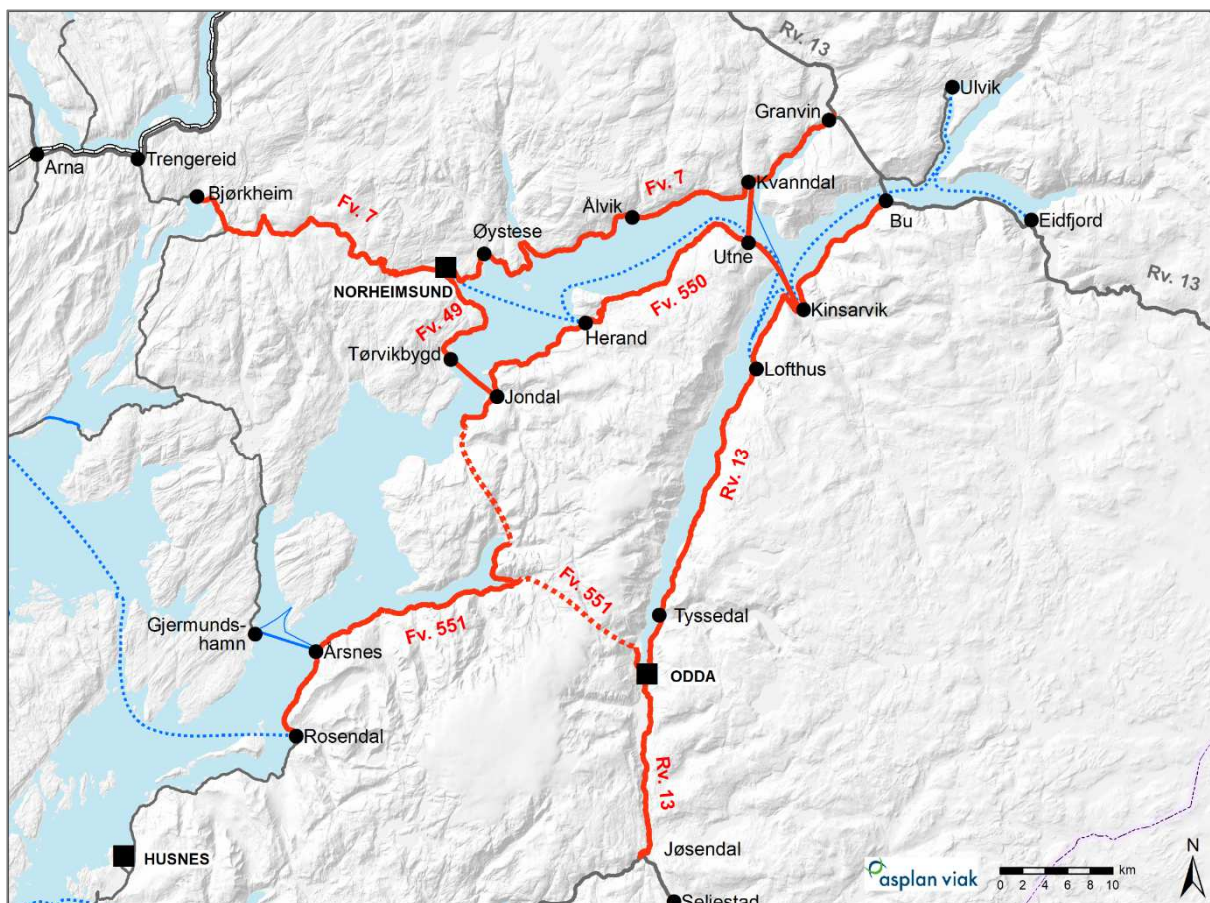 Rv. 13
Ulvik
Granvin
Arna
Trengereid
Bjørkheim
Fv. 7
Fv. 7
Kvanndal
Ålvik
Øystese
Bu
Eidfjord
Utne
NORHEIMSUND
Rv. 13
Fv. 49
Fv. 550
Kinsarvik
Herand
Tørvikbygd
Lofthus
Jondal
Rv. 13
Fv. 551
Gjermunds-
hamn
Fv. 551
Årsnes
Tyssedal
ODDA
Rosendal
Rv. 13
Jøsendal
HUSNES
asplan viak
km
0 2 4 6 8 10
N
Seljestad